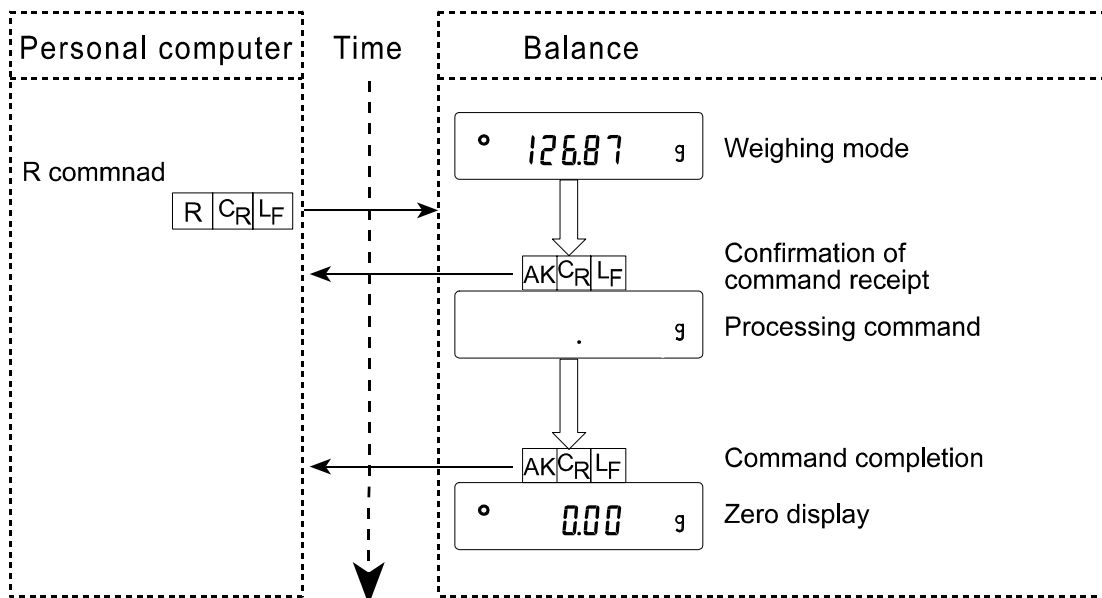 Personal computer
Time
Balance
126.87 g
Weighing mode
R commnad
R CR LF
AK CR LF
Confirmation of
command receipt
. g
Processing command
AK CR LF
Command completion
0.00 g
Zero display